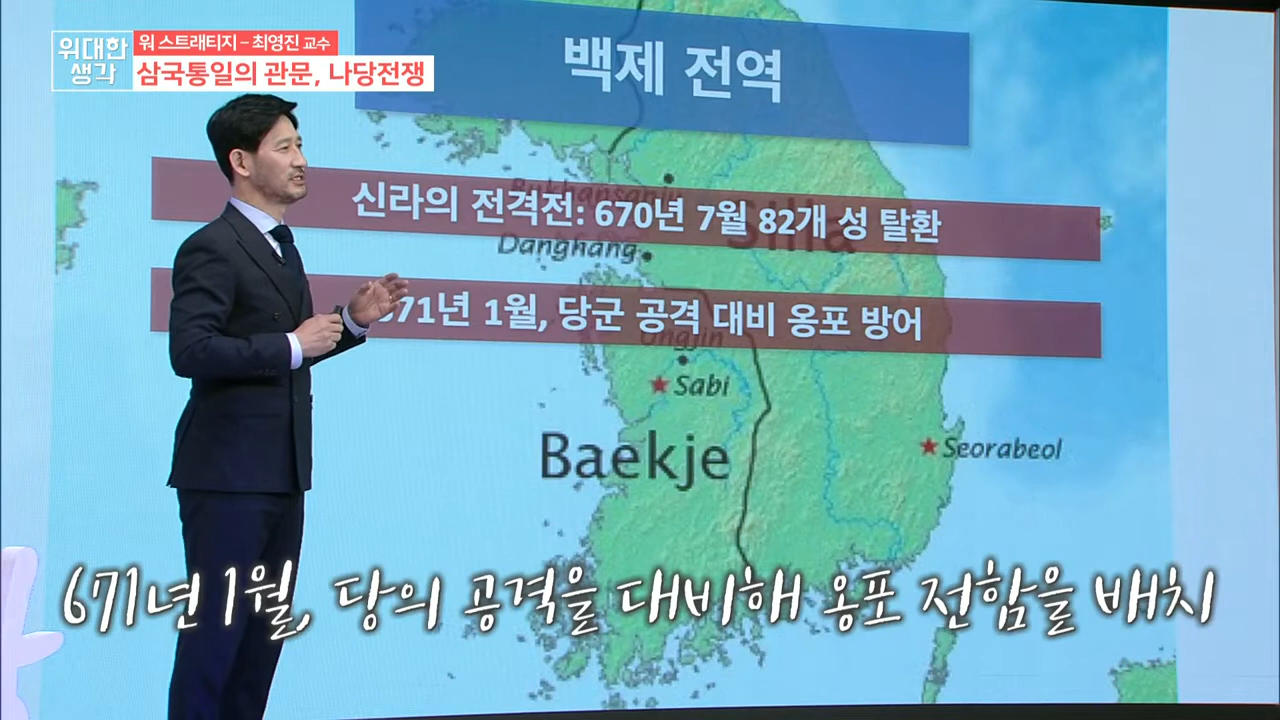 위대한
생각
워 스트래티지 – 최영진 교수
삼국통일의 관문, 나당전쟁
백제 전역
신라의 전격전: 670년 7월 82개 성 탈환
Silla
Danghang
671년 1월, 당군 공격 대비 옹포 방어
Ungjin
Sabi
Baekje
Seorabeol
671년 1월, 당의 공격을 대비해 옹포 전함을 배치